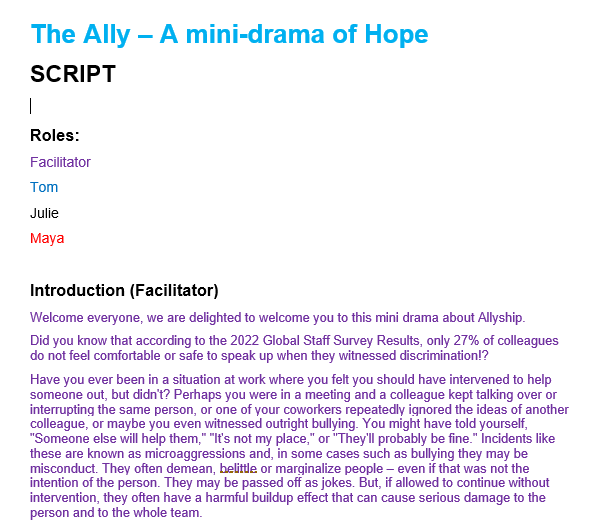 The Ally – A mini-drama of Hope
SCRIPT
Roles:
Facilitator
Tom
Julie
Maya
Introduction (Facilitator)
Welcome everyone, we are delighted to welcome you to this mini drama about Allyship.
Did you know that according to the 2022 Global Staff Survey Results, only 27% of colleagues
do not feel comfortable or safe to speak up when they witnessed discrimination!?
Have you ever been in a situation at work where you felt you should have intervened to help
someone out, but didn't? Perhaps you were in a meeting and a colleague kept talking over or
interrupting the same person, or one of your coworkers repeatedly ignored the ideas of another
colleague, or maybe you even witnessed outright bullying. You might have told yourself,
"Someone else will help them," "It's not my place," or "They'll probably be fine." Incidents like
these are known as microaggressions and, in some cases such as bullying they may be
misconduct. They often demean, belittle or marginalize people – even if that was not the
intention of the person. They may be passed off as jokes. But, if allowed to continue without
intervention, they often have a harmful buildup effect that can cause serious damage to the
person and to the whole team.